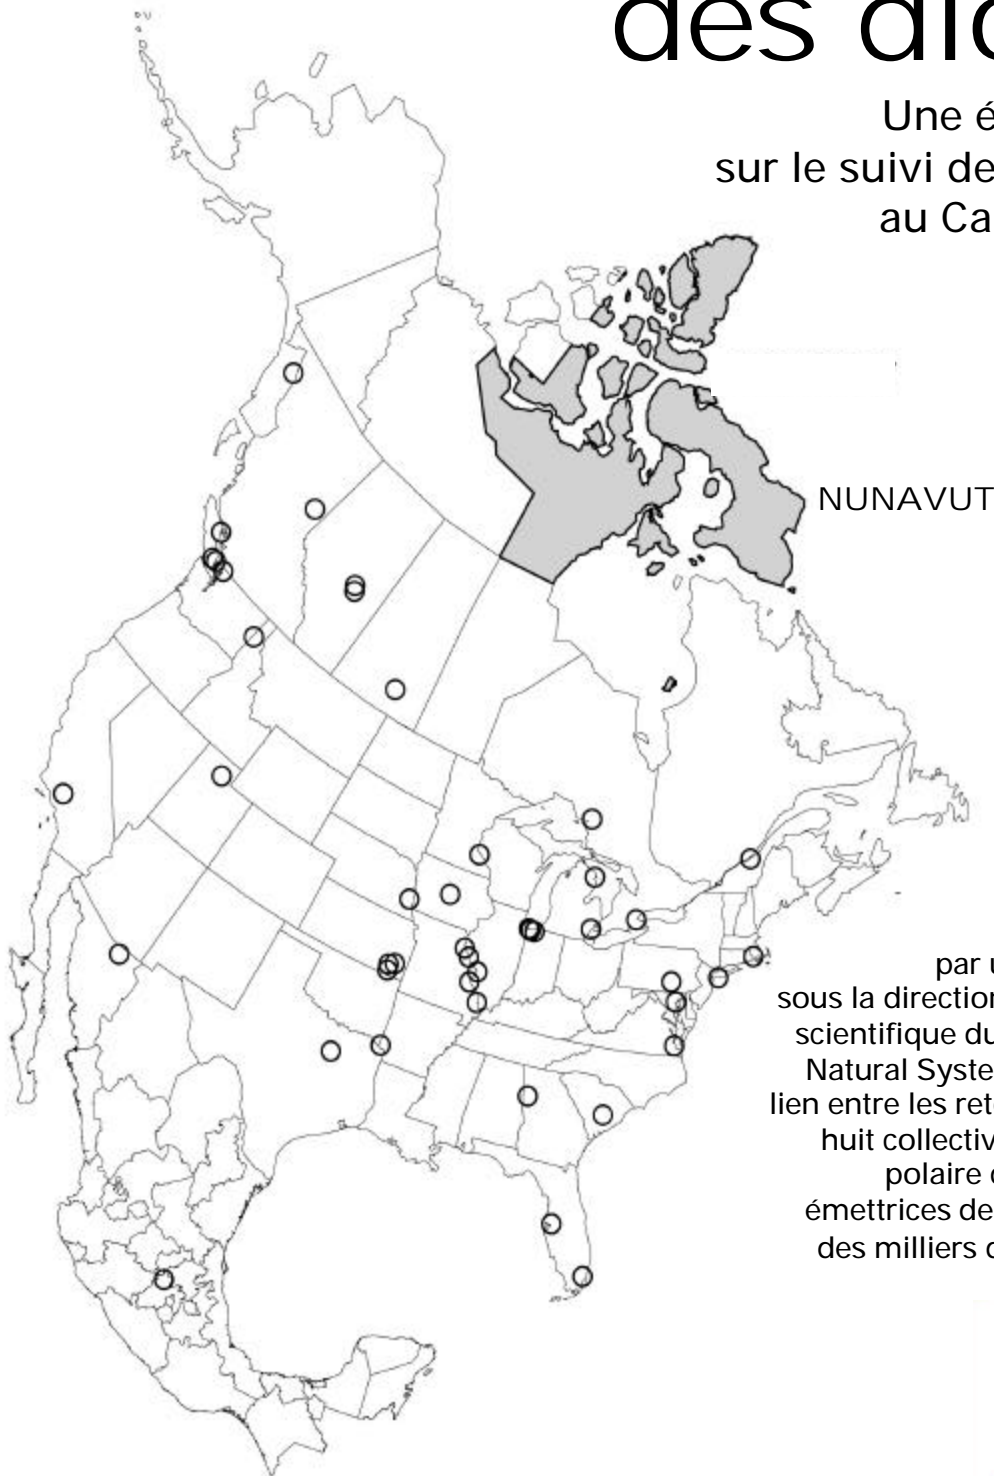 des dio
Une é
sur le suivi de
au Ca
NUNAVUT
par u
sous la direction
scientifique du
Natural Syste
lien entre les ret
huit collectiv
polaire c
émettrices de
des milliers d